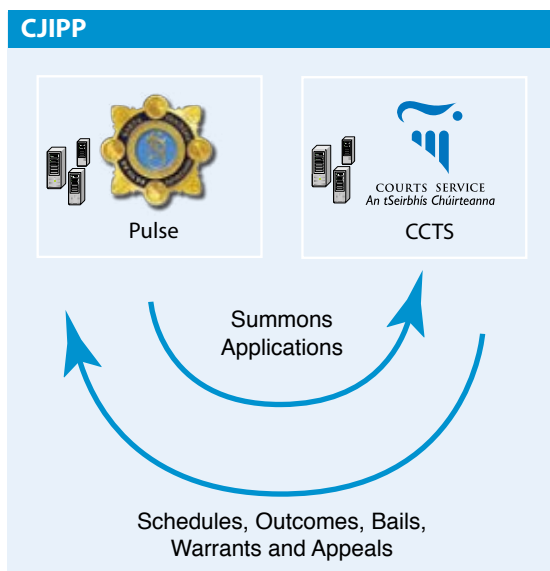 CJIPP
COURTS SERVICE
An tSeirbhís Chúirteanna
Pulse
CCTS
Summons
Applications
Schedules, Outcomes, Bails,
Warrants and Appeals